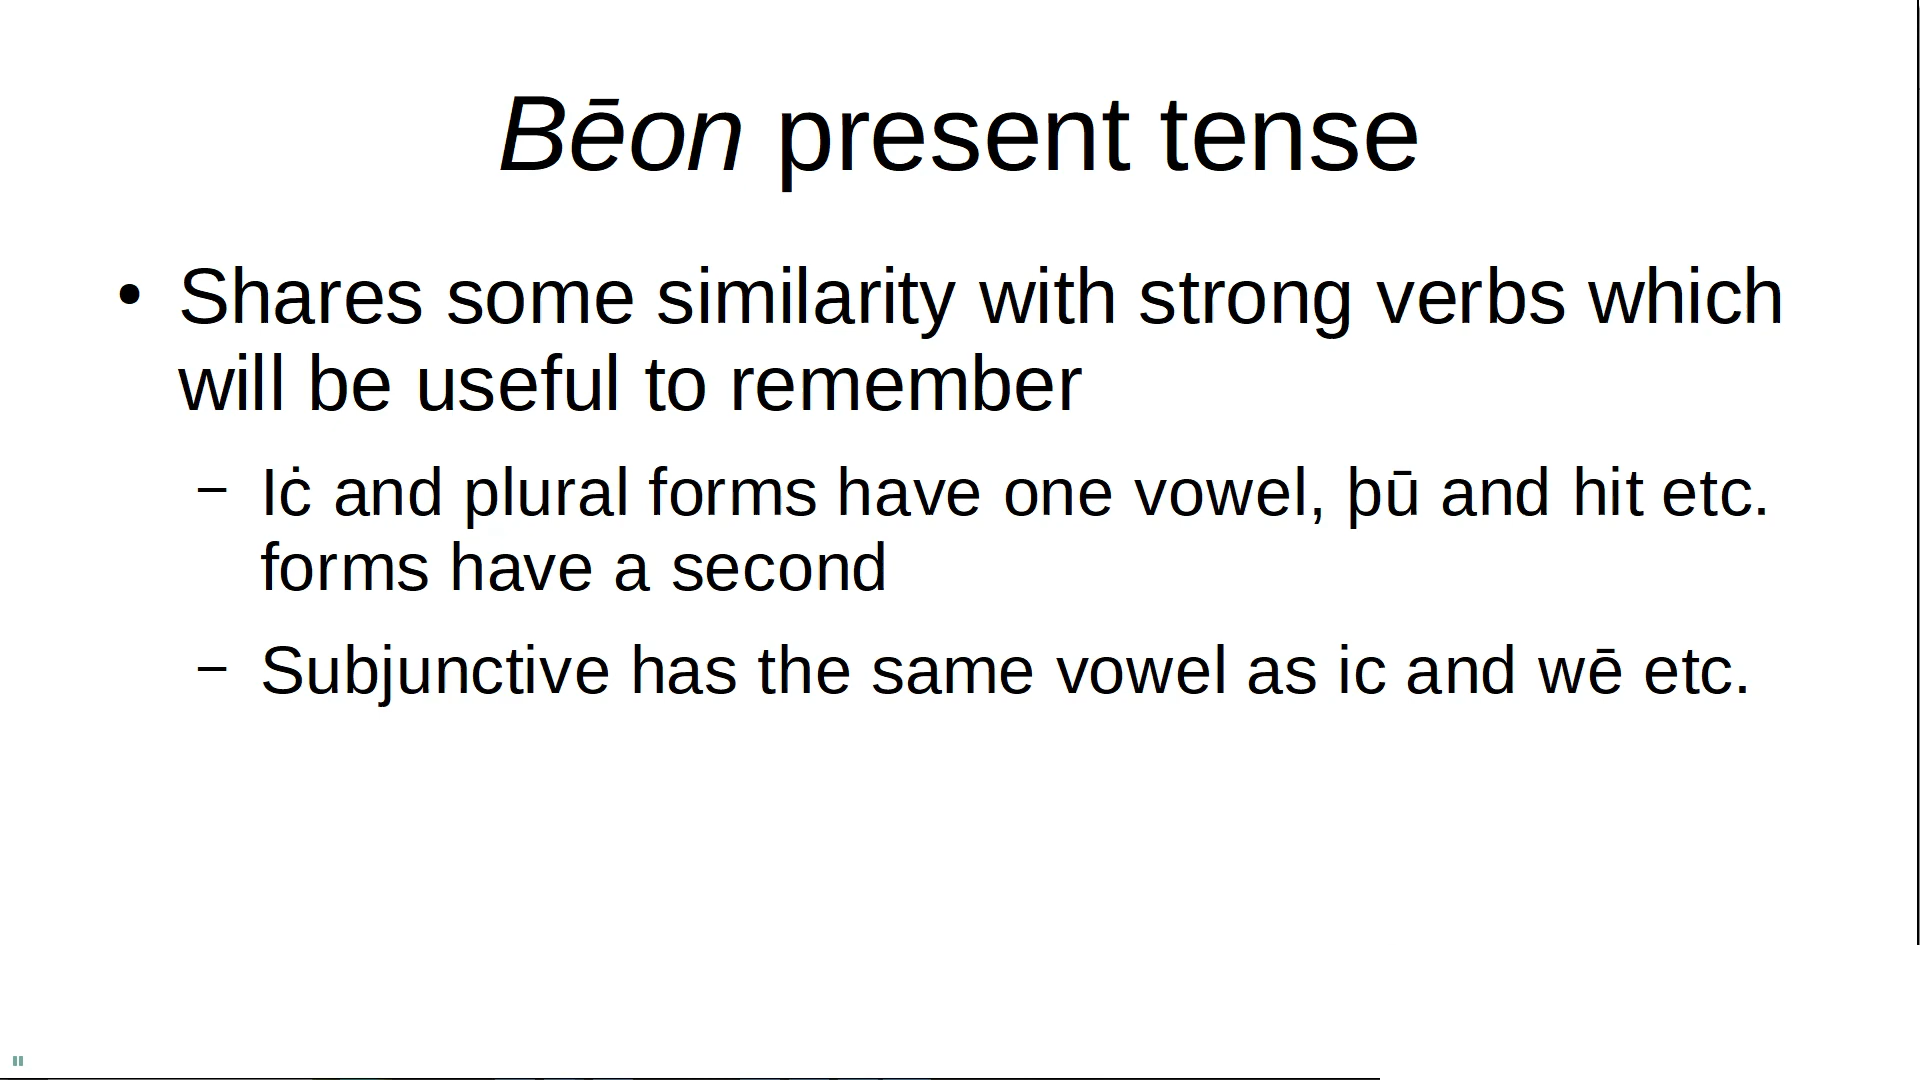 Bēon present tense
• Shares some similarity with strong verbs which
will be useful to remember
– Iċ and plural forms have one vowel, þū and hit etc.
forms have a second
– Subjunctive has the same vowel as ic and wē etc.